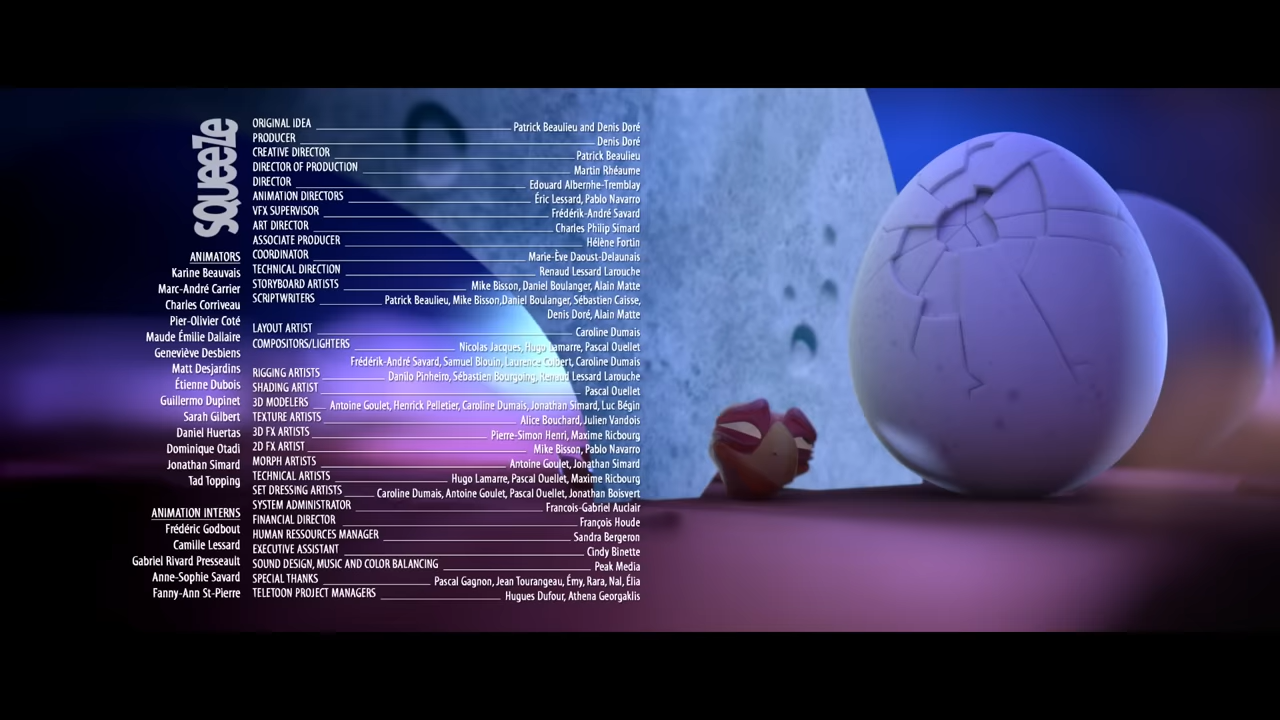 squeeze
ANIMATORS
Karine Beauvais
Marc-André Carrier
Charles Corriveau
Pier-Olivier Coté
Maude Émilie Dallaire
Geneviève Desbiens
Matt Desjardins
Étienne Dubois
Guillermo Dupinet
Sarah Gilbert
Daniel Huertas
Dominique Otadi
Jonathan Simard
Tad Topping
ANIMATION INTERNS
Frédéric Godbout
Camille Lessard
Gabriel Rivard Presseault
Anne-Sophie Savard
Fanny-Ann St-Pierre
ORIGINAL IDEA Patrick Beaulieu and Denis Doré
PRODUCER Denis Doré
CREATIVE DIRECTOR Patrick Beaulieu
DIRECTOR OF PRODUCTION Martin Rhéaume
DIRECTOR Edouard Albernhe-Tremblay
ANIMATION DIRECTORS Éric Lessard, Pablo Navarro
VFX SUPERVISOR Frédérik-André Savard
ART DIRECTOR Charles Philip Simard
ASSOCIATE PRODUCER Hélène Fortin
COORDINATOR Marie-Ève Daoust-Delaunais
TECHNICAL DIRECTION Renaud Lessard Larouche
STORYBOARD ARTISTS Mike Bisson, Daniel Boulanger, Alain Matte
SCRIPTWRITERS Patrick Beaulieu, Mike Bisson,Daniel Boulanger, Sébastien Caisse,
Denis Doré, Alain Matte
LAYOUT ARTIST Caroline Dumais
COMPOSITORS/LIGHTERS Nicolas Jacques, Hugo Lamarre, Pascal Ouellet
Frédérik-André Savard, Samuel Blouin, Laurence Colbert, Caroline Dumais
RIGGING ARTISTS Danilo Pinheiro, Sébastien Bourgoing, Renaud Lessard Larouche
SHADING ARTIST Pascal Ouellet
3D MODELERS Antoine Goulet, Henrick Pelletier, Caroline Dumais, Jonathan Simard, Luc Bégin
TEXTURE ARTISTS Alice Bouchard, Julien Vandois
3D FX ARTISTS Pierre-Simon Henri, Maxime Ricbourg
2D FX ARTIST Mike Bisson, Pablo Navarro
MORPH ARTISTS Antoine Goulet, Jonathan Simard
TECHNICAL ARTISTS Hugo Lamarre, Pascal Ouellet, Maxime Ricbourg
SET DRESSING ARTISTS Caroline Dumais, Antoine Goulet, Pascal Ouellet, Jonathan Boisvert
SYSTEM ADMINISTRATOR Francois-Gabriel Auclair
FINANCIAL DIRECTOR François Houde
HUMAN RESSOURCES MANAGER Sandra Bergeron
EXECUTIVE ASSISTANT Cindy Binette
SOUND DESIGN, MUSIC AND COLOR BALANCING Peak Media
SPECIAL THANKS Pascal Gagnon, Jean Tourangeau, Émy, Rara, Nal, Élia
TELETOON PROJECT MANAGERS Hugues Dufour, Athena Georgaklis